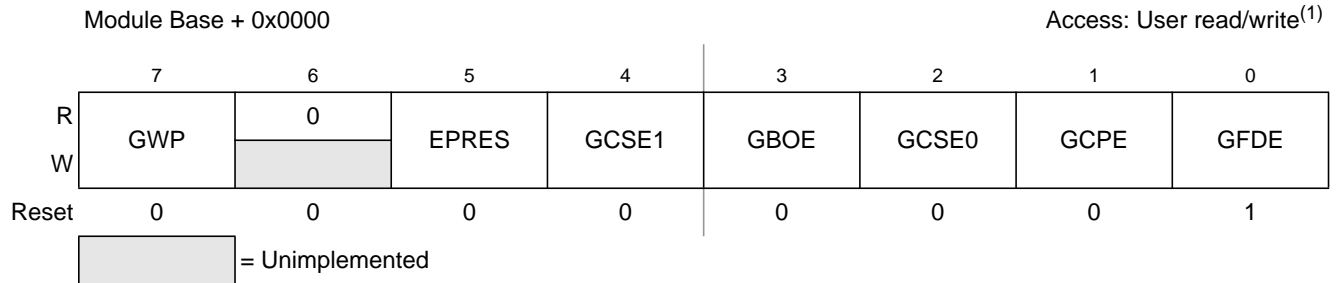 Module Base + 0x0000 Access: User read/write(1)
7 6 5 4 3 2 1 0
R GWP 0 EPRES GCSE1 GBOE GCSE0 GCPE GFDE
W
Reset 0 0 0 0 0 0 0 1
= Unimplemented